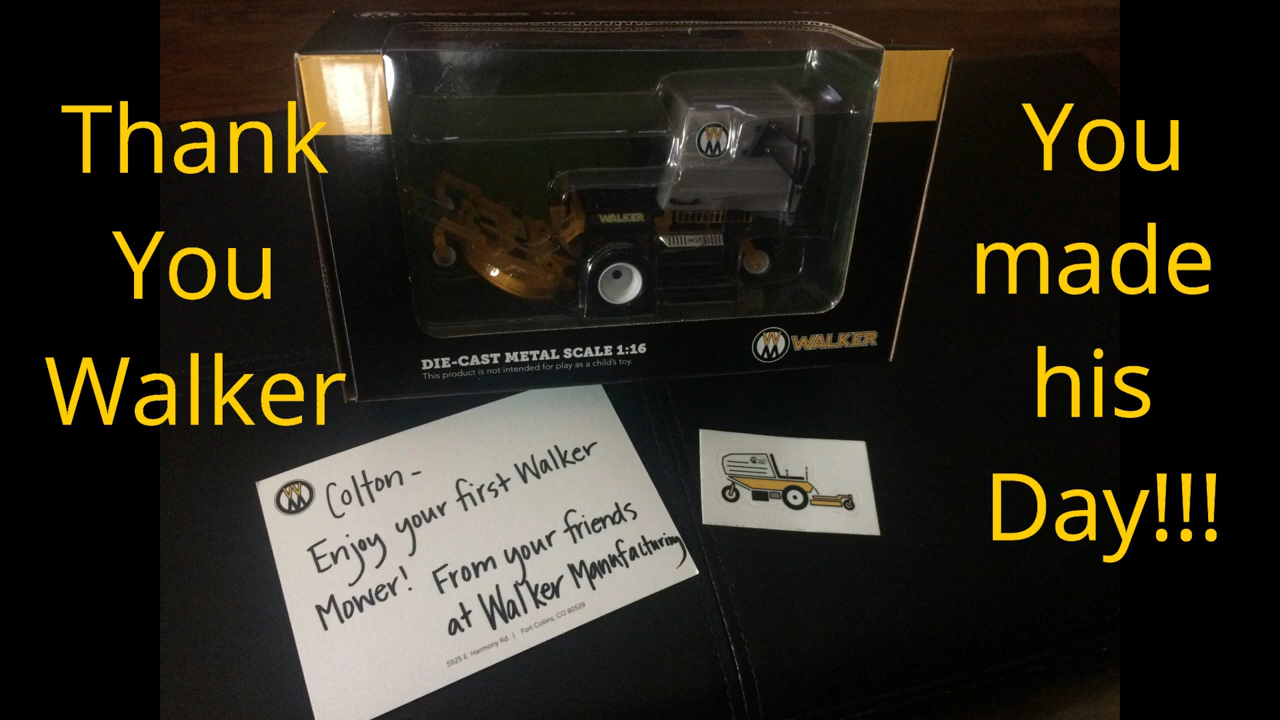 Thank
You
Walker
You
made
his
Day!!!
WALKER
WALKER
DIE-CAST METAL SCALE 1:16
This product is not intended for play as a child's toy.
WALKER
Colton-
Enjoy your first Walker
Mower! From your friends
at Walker Manufacturing
5925 E. Harmony Rd. | Fort Collins, CO 80528